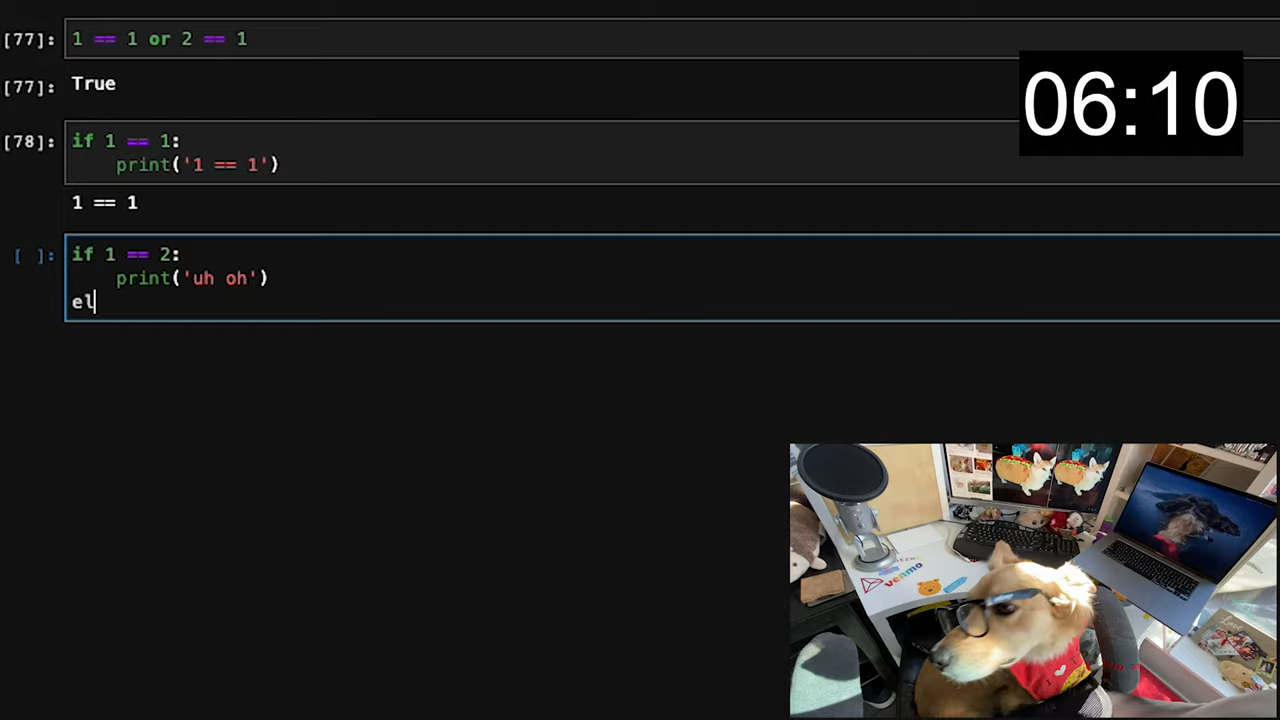 [77]: 1 == 1 or 2 == 1
[77]: True
06:10
[78]: if 1 == 1:
print('1 == 1')
1 == 1
[ ]: if 1 == 2:
print('uh oh')
el
venmo
Love
I